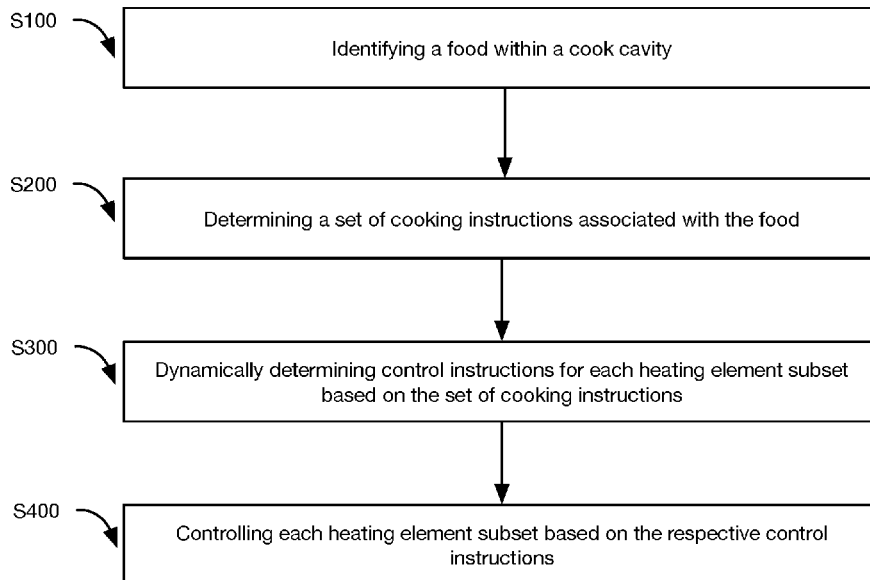 S100
Identifying a food within a cook cavity
S200
Determining a set of cooking instructions associated with the food
S300
Dynamically determining control instructions for each heating element subset
based on the set of cooking instructions
S400
Controlling each heating element subset based on the respective control
instructions